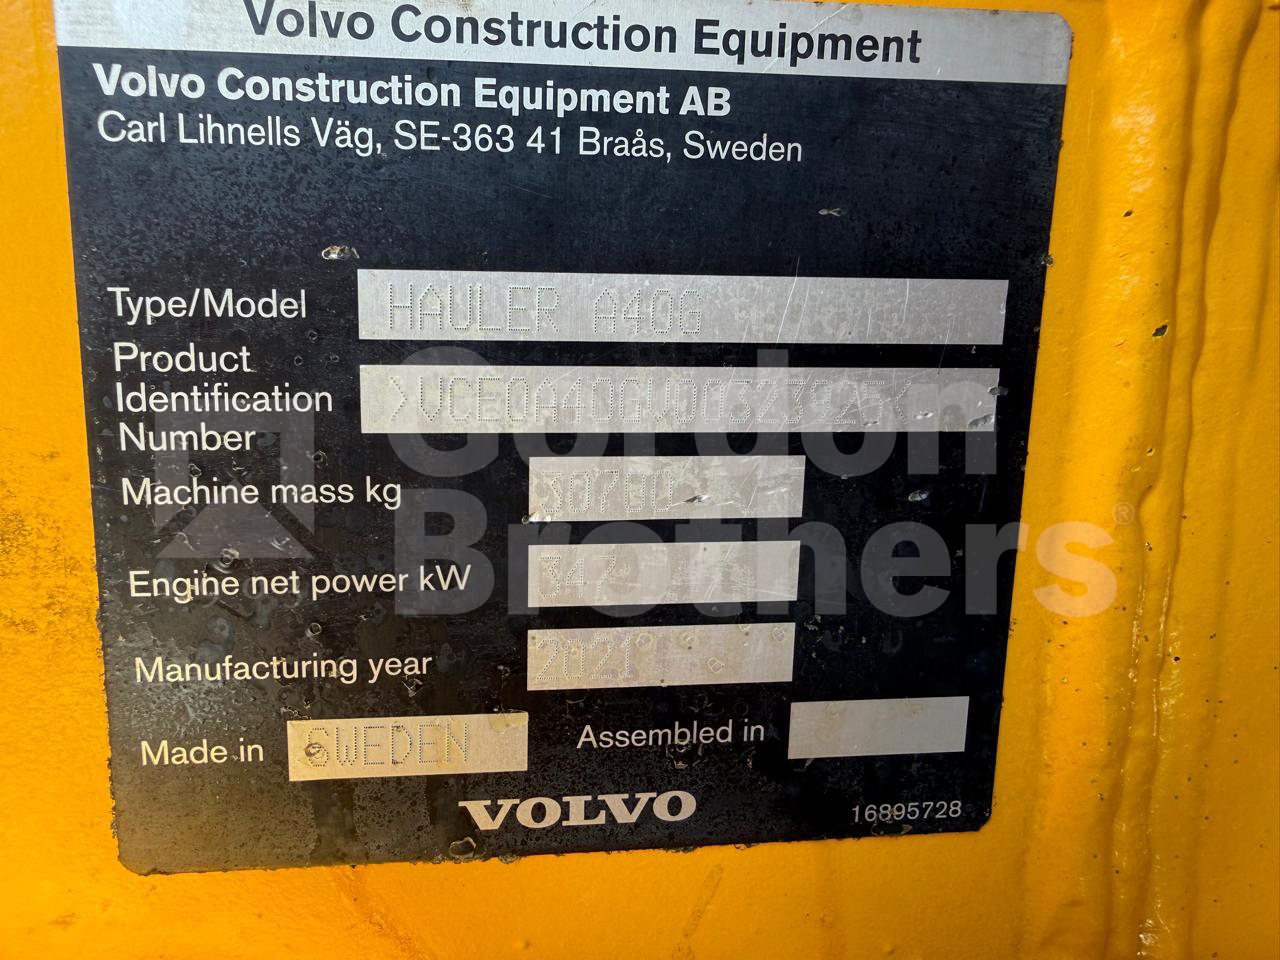 Volvo Construction Equipment
Volvo Construction Equipment AB
Carl Lihnells Väg, SE-363 41 Braås, Sweden
Type/Model HAULER A40G
Product
Identification >VCE0A40GV00323925<
Number
Machine mass kg 30700
Engine net power kW 347
Manufacturing year 2021
Made in SWEDEN Assembled in
VOLVO 16895728
Gordon
Brothers®